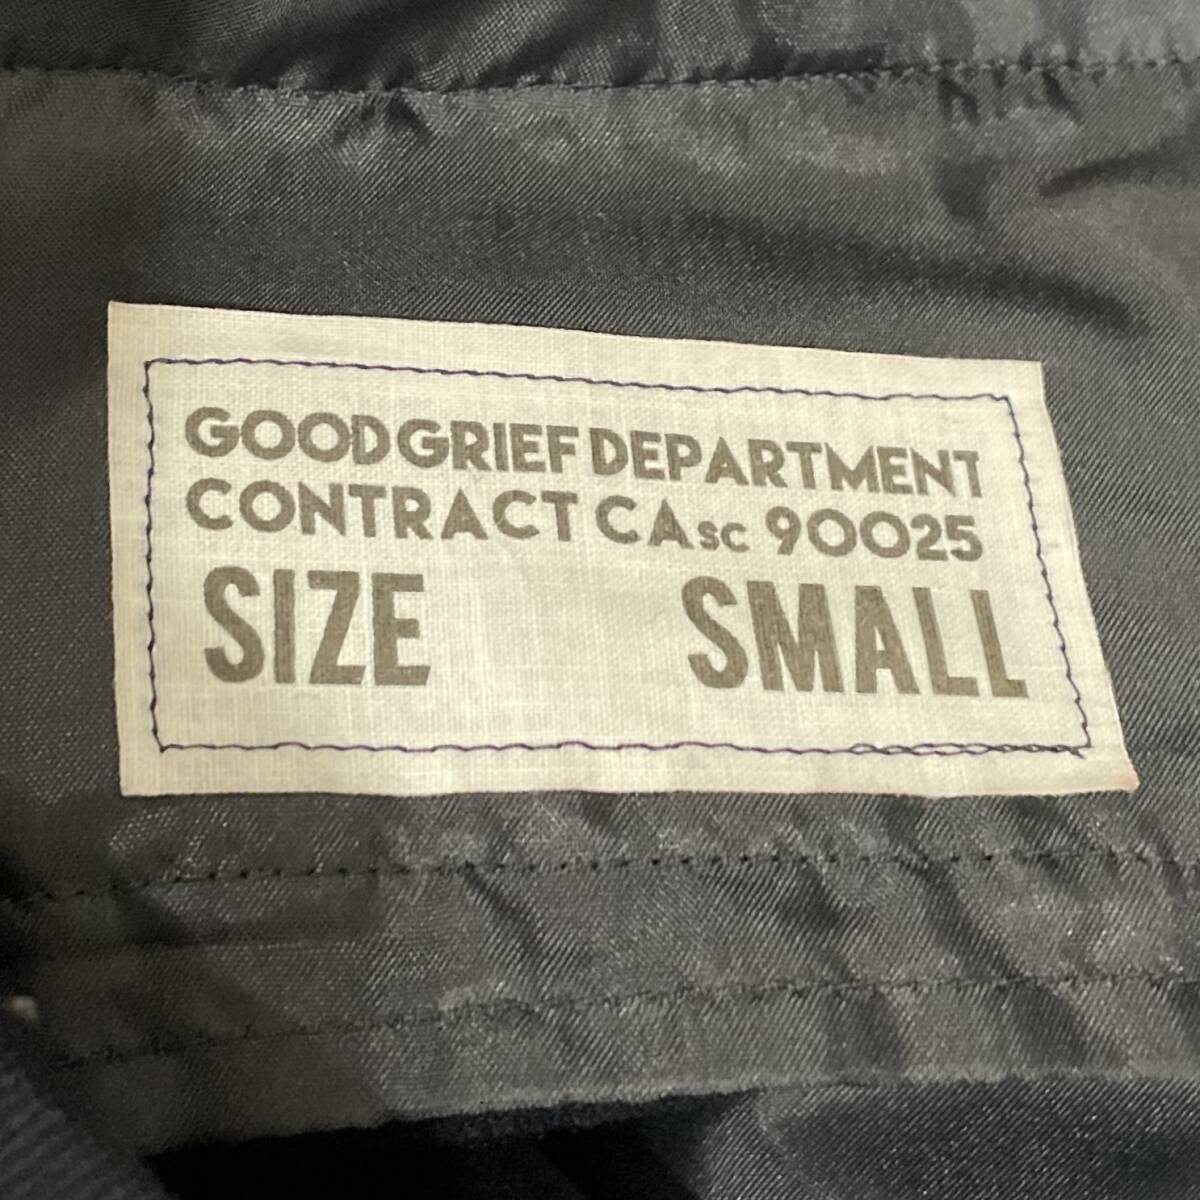 GOOD GRIEF DEPARTMENT
CONTRACT CAsc 90025
SIZE SMALL